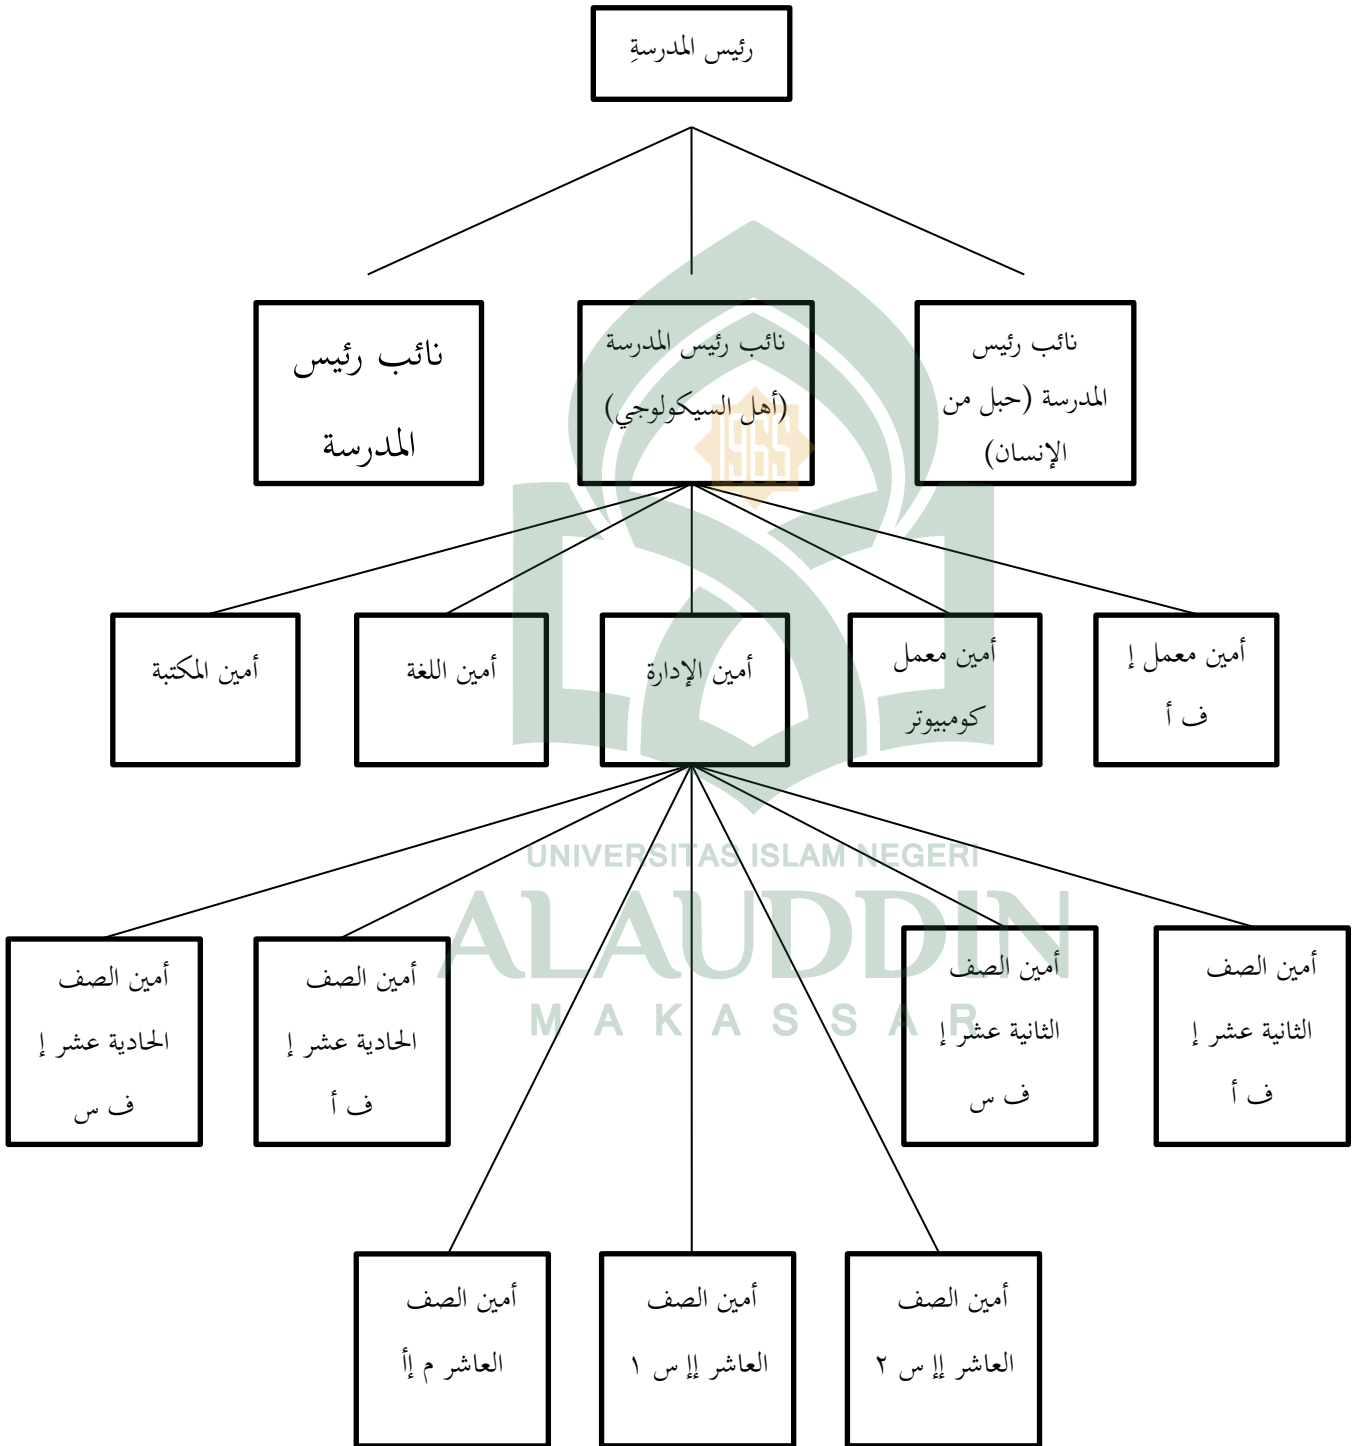 رئيس المدرسةِ
نائب رئيس
المدرسة (حبل من
الإنسان)
نائب رئيس المدرسة
(أهل السيكولوجي)
نائب رئيس
المدرسة
1965
أمين معمل إ
ف أ
أمين معمل
كومبيوتر
أمين الإدارة
أمين اللغة
أمين المكتبة
UNIVERSITAS ISLAM NEGERI
ALAUDDIN
MAKASSAR
أمين الصف
الثانية عشر إ
ف أ
أمين الصف
الثانية عشر إ
ف س
أمين الصف
الحادية عشر إ
ف أ
أمين الصف
الحادية عشر إ
ف س
أمين الصف
العاشر إإ س ٢
أمين الصف
العاشر إإ س ١
أمين الصف
العاشر م إأ